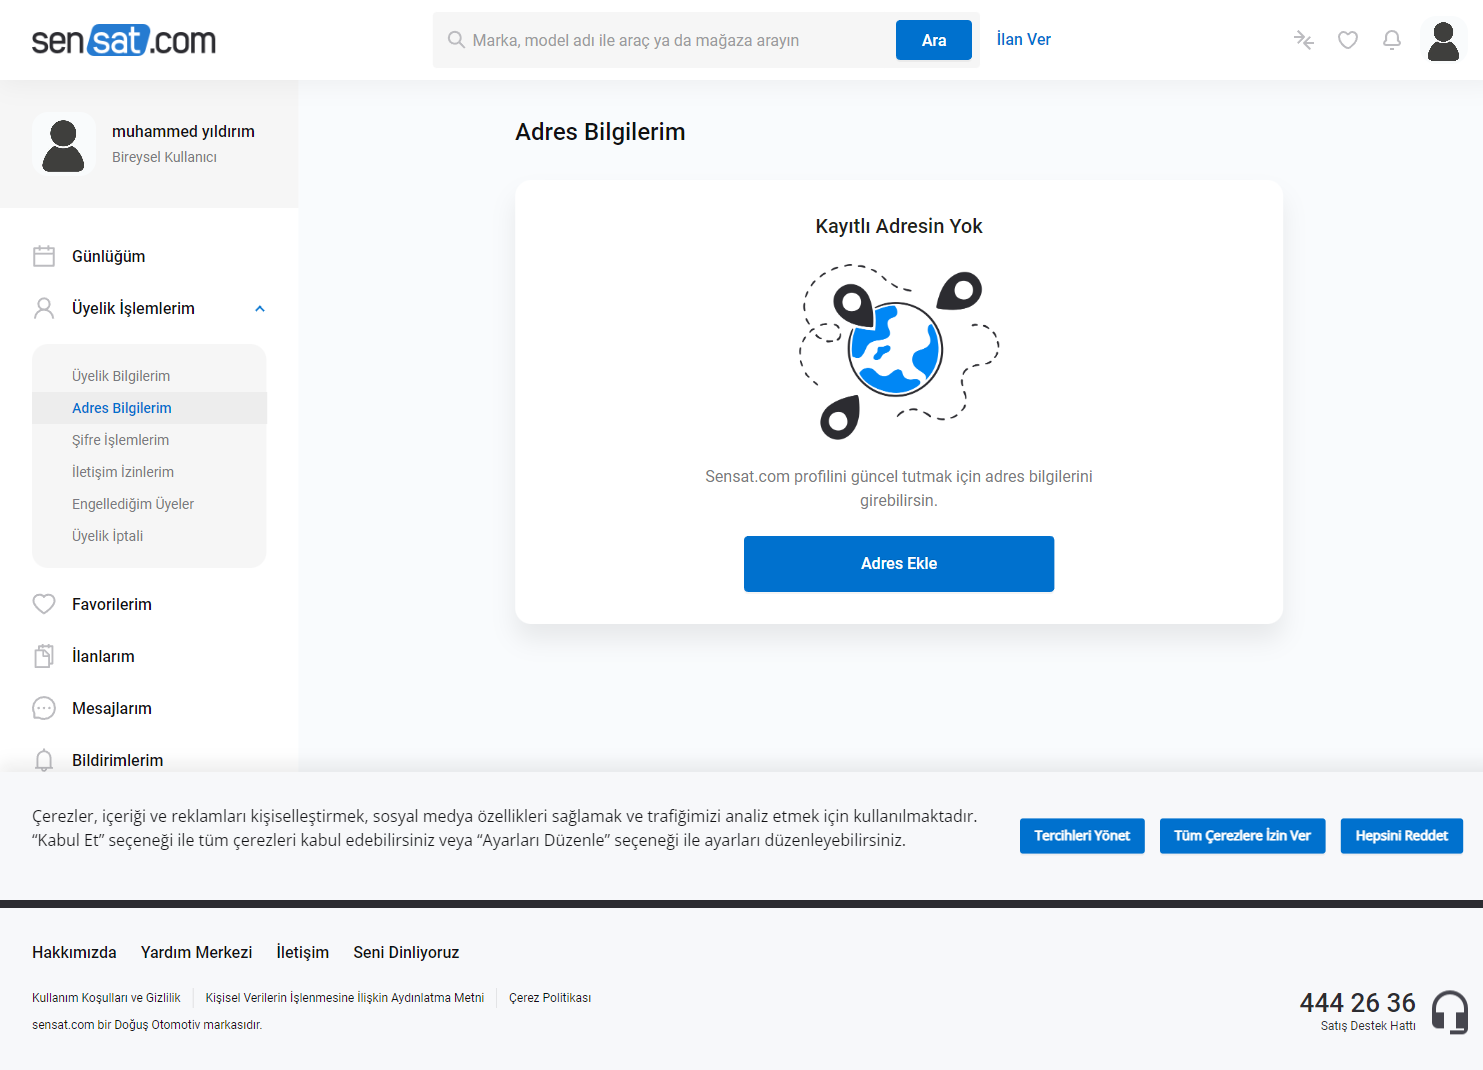 sensat.com
Marka, model adı ile araç ya da mağaza arayın
Ara
İlan Ver
muhammed yıldırım
Bireysel Kullanıcı
Günlüğüm
Üyelik İşlemlerim
Üyelik Bilgilerim
Adres Bilgilerim
Şifre İşlemlerim
İletişim İzinlerim
Engellediğim Üyeler
Üyelik İptali
Favorilerim
İlanlarım
Mesajlarım
Bildirimlerim
Adres Bilgilerim
Kayıtlı Adresin Yok
Sensat.com profilini güncel tutmak için adres bilgilerini
girebilirsin.
Adres Ekle
Çerezler, içeriği ve reklamları kişiselleştirmek, sosyal medya özellikleri sağlamak ve trafiğimizi analiz etmek için kullanılmaktadır.
“Kabul Et” seçeneği ile tüm çerezleri kabul edebilirsiniz veya “Ayarları Düzenle” seçeneği ile ayarları düzenleyebilirsiniz.
Tercihleri Yönet
Tüm Çerezlere İzin Ver
Hepsini Reddet
Hakkımızda Yardım Merkezi İletişim Seni Dinliyoruz
Kullanım Koşulları ve Gizlilik Kişisel Verilerin İşlenmesine İlişkin Aydınlatma Metni Çerez Politikası
sensat.com bir Doğuş Otomotiv markasıdır.
444 26 36
Satış Destek Hattı